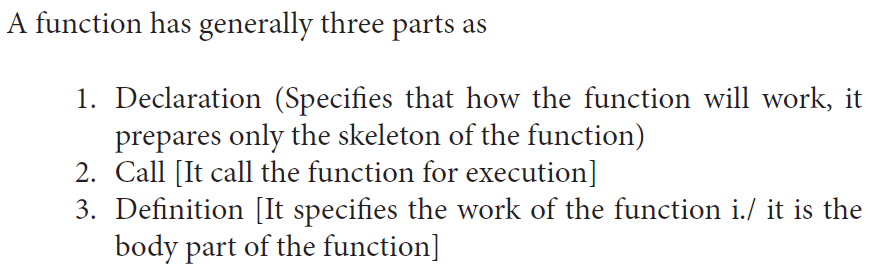 A function has generally three parts as
1. Declaration (Specifies that how the function will work, it
prepares only the skeleton of the function)
2. Call [It call the function for execution]
3. Definition [It specifies the work of the function i./ it is the
body part of the function]